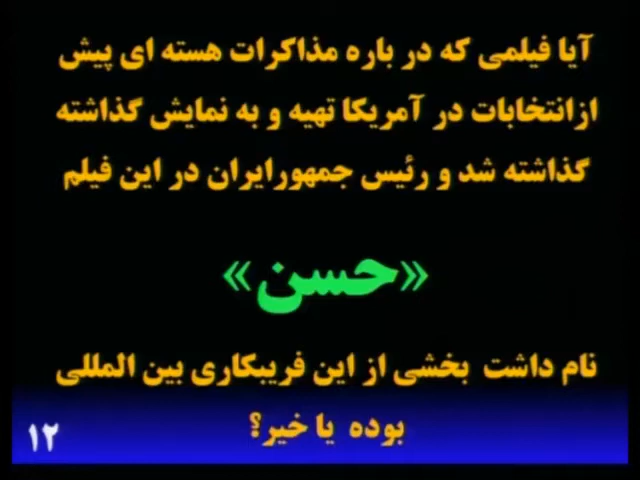 آیا فیلمی که در باره مذاکرات هسته ای پیش
ازانتخابات در آمریکا تهیه و به نمایش گذاشته
گذاشته شد و رئیس جمهورایران در این فیلم
«حسن»
نام داشت بخشی از این فریبکاری بین المللی
بوده یا خیر؟
۱۲